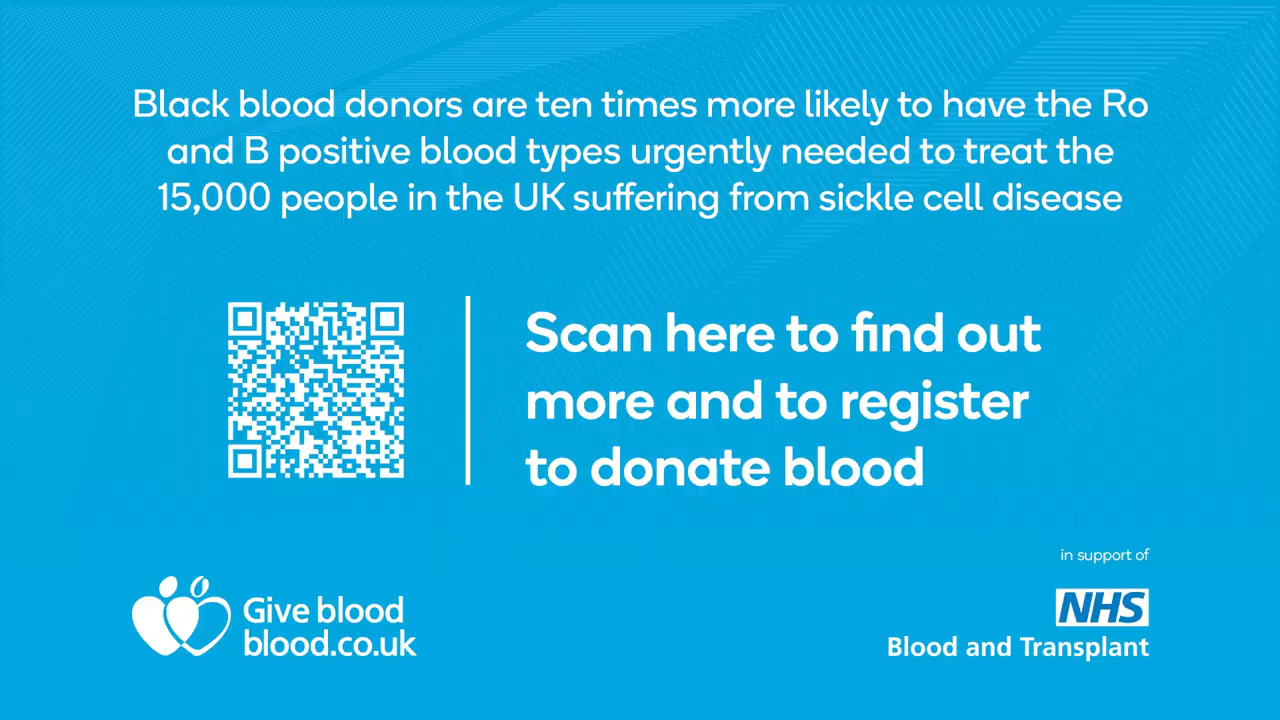 Black blood donors are ten times more likely to have the Ro
and B positive blood types urgently needed to treat the
15,000 people in the UK suffering from sickle cell disease
Scan here to find out
more and to register
to donate blood
Give blood
blood.co.uk
in support of
NHS
Blood and Transplant